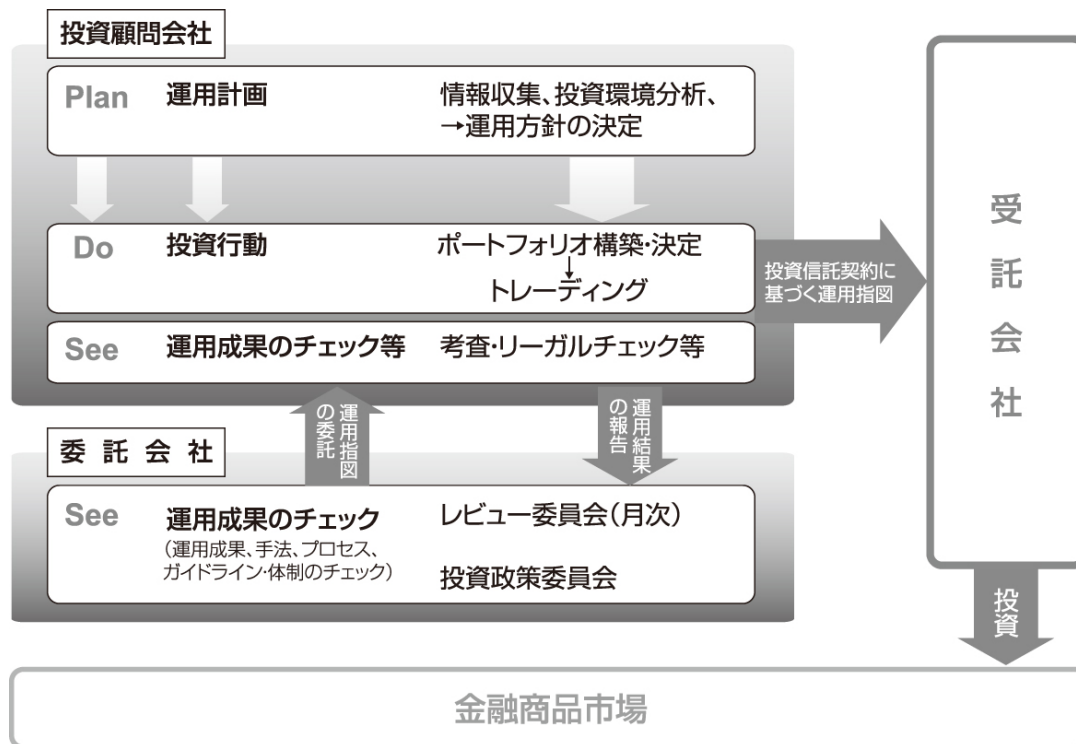 投資顧問会社
Plan 運用計画 情報収集、投資環境分析、
→運用方針の決定
Do 投資行動 ポートフォリオ構築・決定
↓
トレーディング
See 運用成果のチェック等 考査・リーガルチェック等
投資信託契約に
基づく運用指図
受託会社
運用指図
の委託
運用結果
の報告
委託会社
See 運用成果のチェック レビュー委員会(月次)
(運用成果、手法、プロセス、
ガイドライン・体制のチェック)
投資政策委員会
投資
金融商品市場